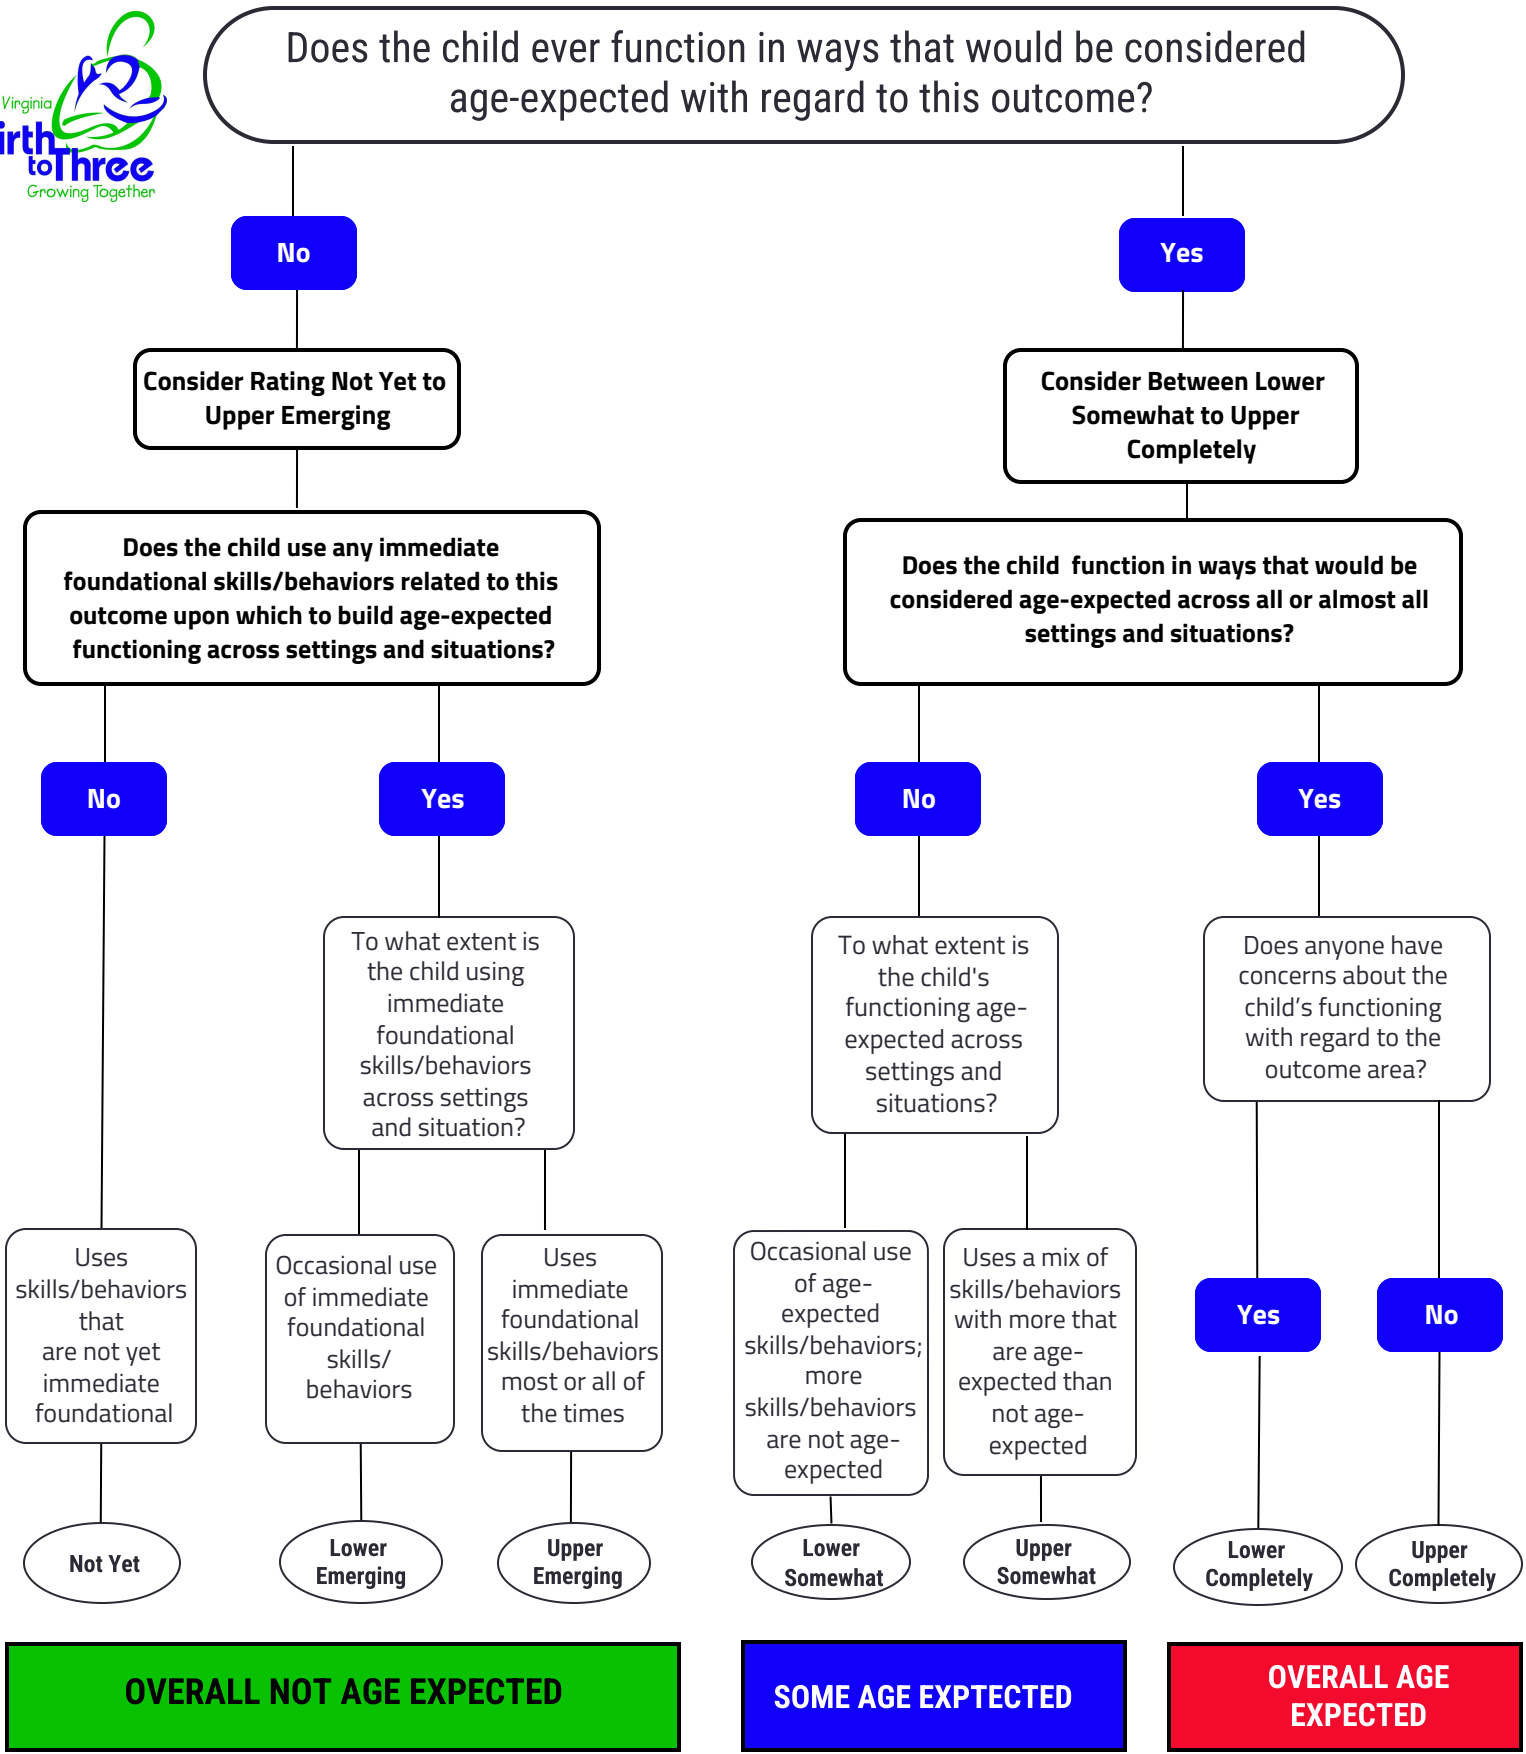 Does the child ever function in ways that would be considered
age-expected with regard to this outcome?
Virginia
irth
toThree
Growing Together
No
Yes
Consider Rating Not Yet to
Upper Emerging
Consider Between Lower
Somewhat to Upper
Completely
Does the child use any immediate
foundational skills/behaviors related to this
outcome upon which to build age-expected
functioning across settings and situations?
Does the child function in ways that would be
considered age-expected across all or almost all
settings and situations?
No
Yes
No
Yes
To what extent is
the child using
immediate
foundational
skills/behaviors
across settings
and situation?
To what extent is
the child's
functioning age-
expected across
settings and
situations?
Does anyone have
concerns about the
child’s functioning
with regard to the
outcome area?
Uses
skills/behaviors
that
are not yet
immediate
foundational
Occasional use
of immediate
foundational
skills/
behaviors
Uses
immediate
foundational
skills/behaviors
most or all of
the times
Occasional use
of age-
expected
skills/behaviors;
more
skills/behaviors
are not age-
expected
Uses a mix of
skills/behaviors
with more that
are age-
expected than
not age-
expected
Yes
No
Not Yet
Lower
Emerging
Upper
Emerging
Lower
Somewhat
Upper
Somewhat
Lower
Completely
Upper
Completely
OVERALL NOT AGE EXPECTED
SOME AGE EXPTECTED
OVERALL AGE
EXPECTED